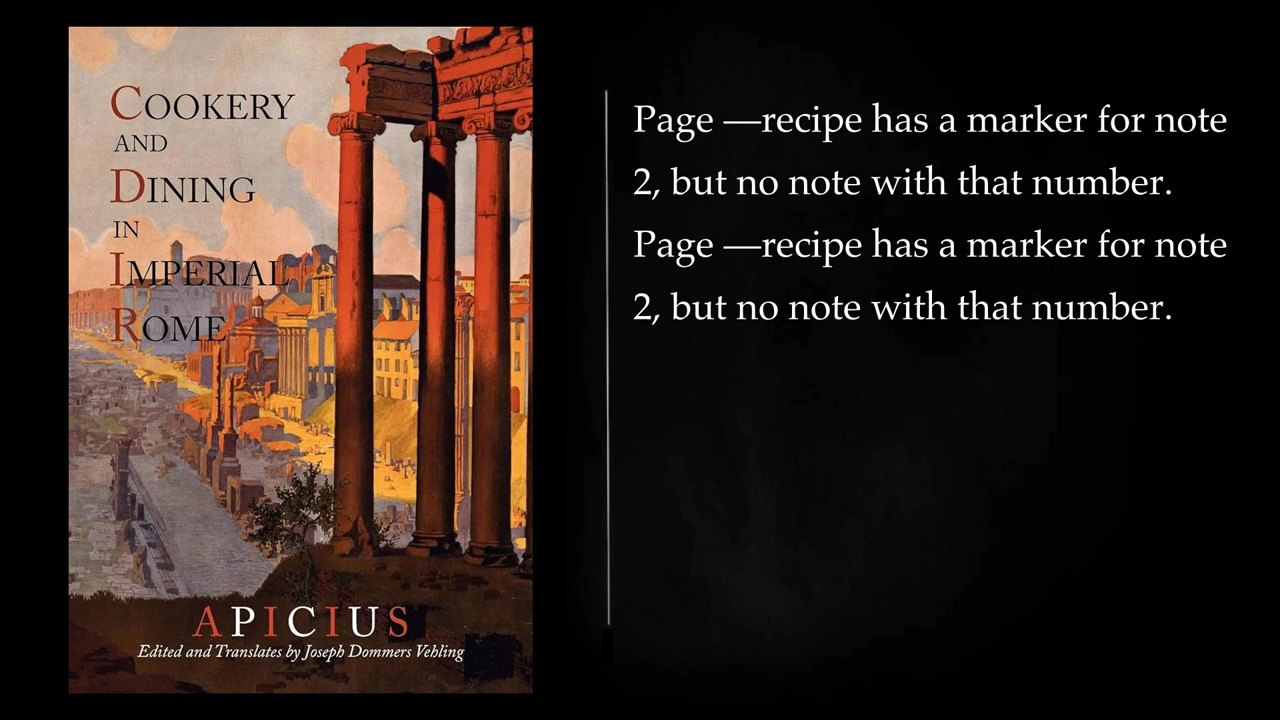 COOKERY
AND
DINING
IN
IMPERIAL
ROME
APICIUS
Edited and Translates by Joseph Dommers Vehling
Page —recipe has a marker for note
2, but no note with that number.
Page —recipe has a marker for note
2, but no note with that number.